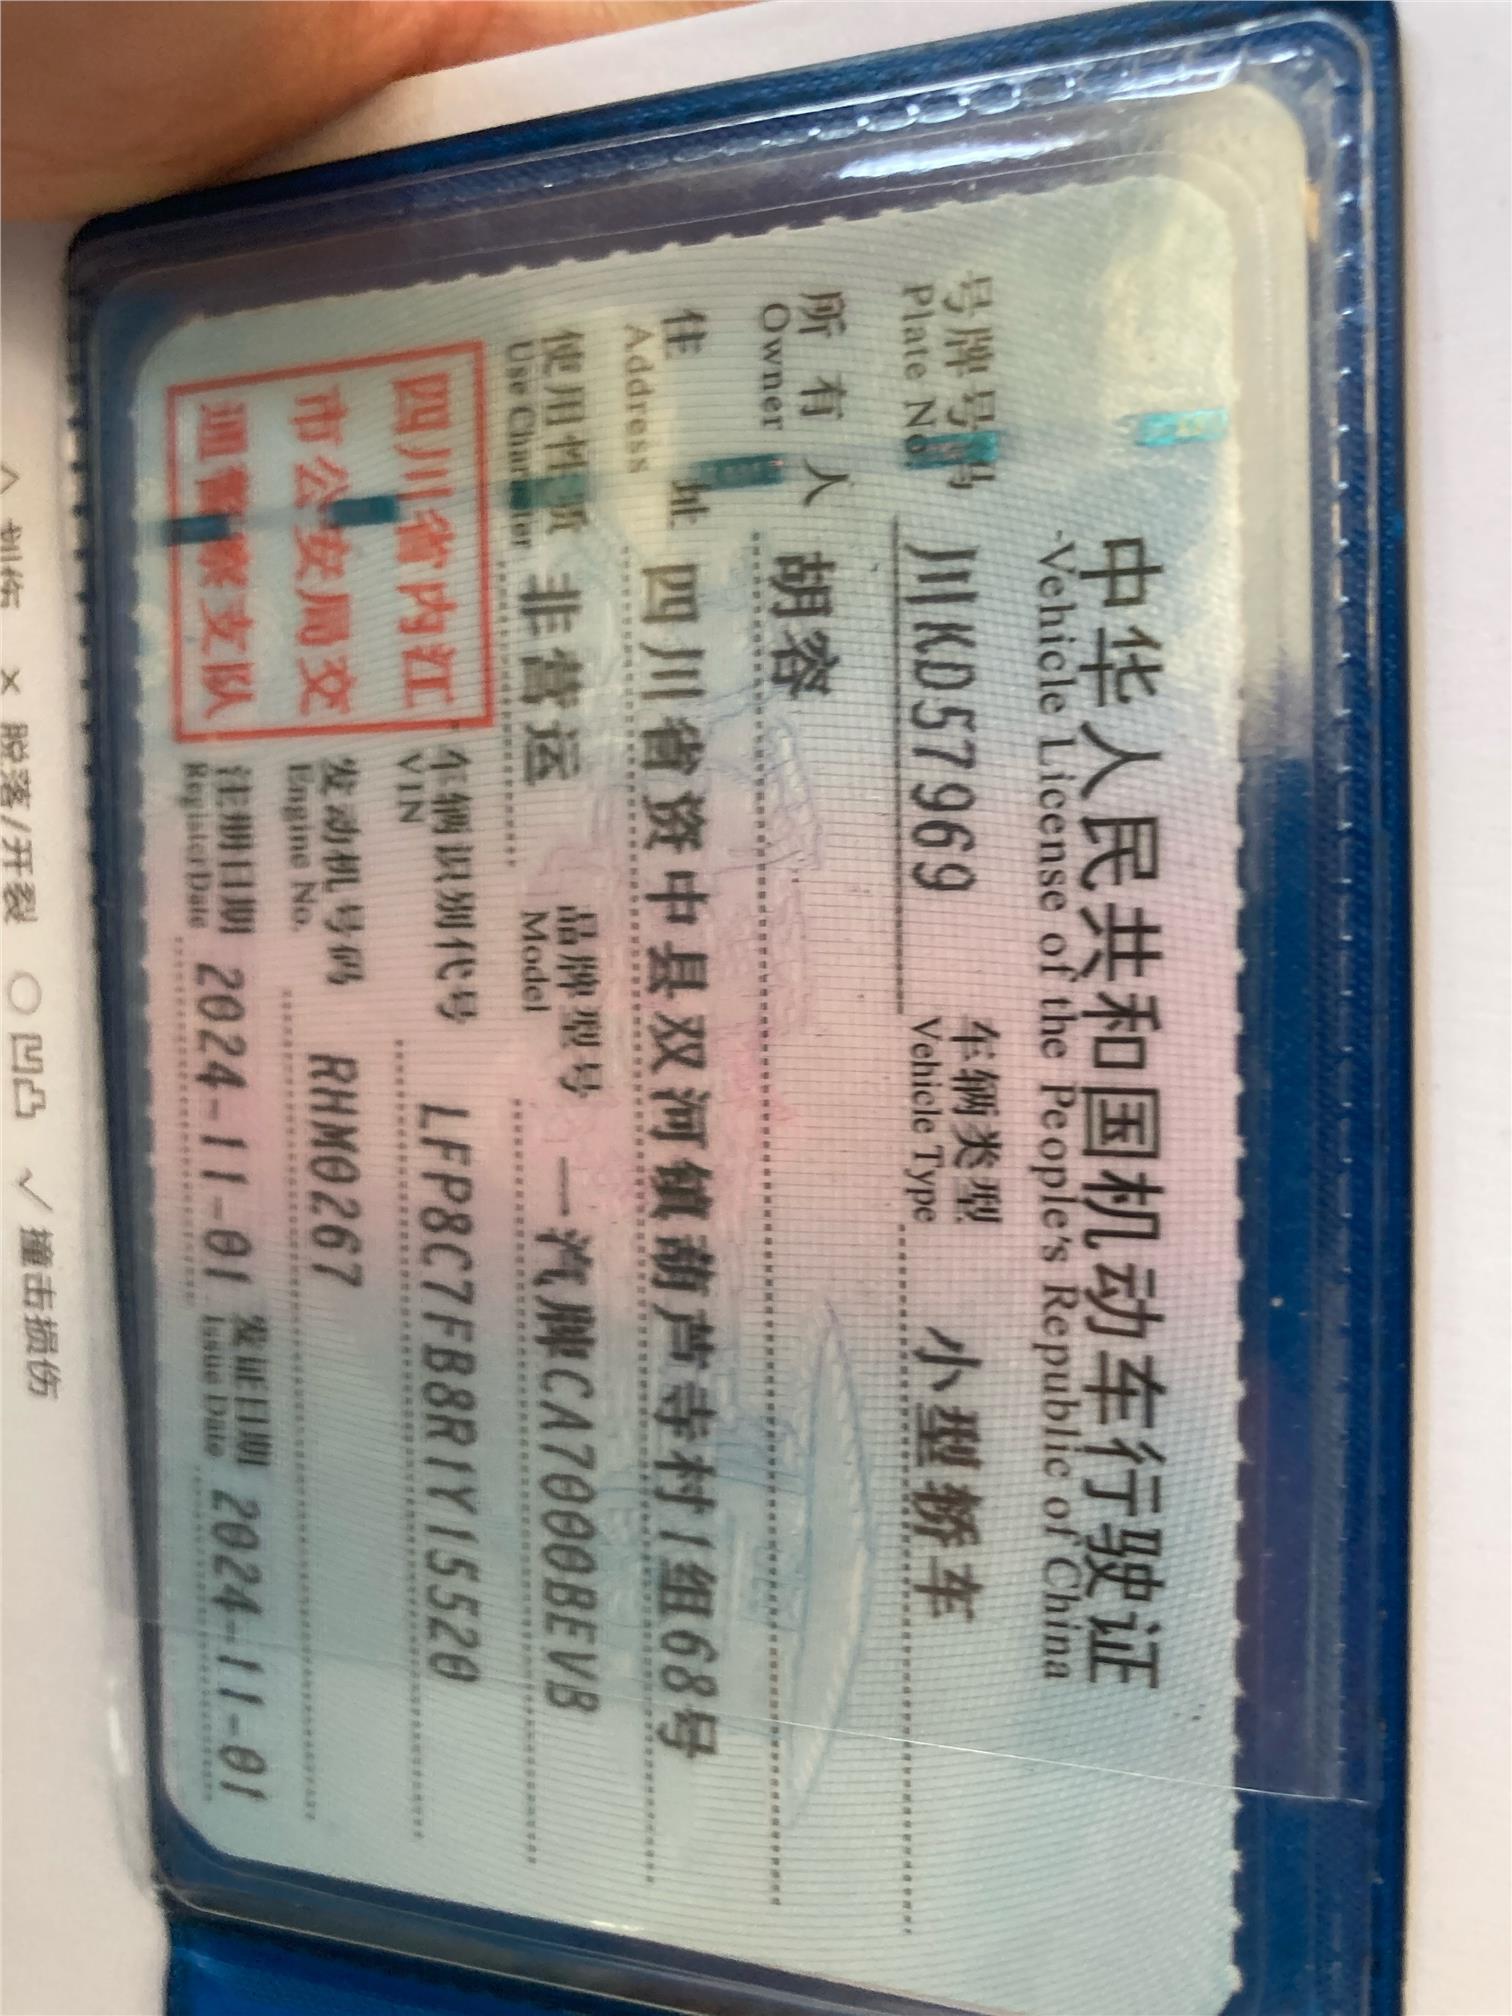 中华人民共和国机动车行驶证
Vehicle License of the People's Republic of China
号牌号码 川KD57969 车辆类型 小型轿车
Plate No. Vehicle Type
所有人 胡容
Owner
住址 四川省资中县双河镇葫芦寺村1组68号
Address
使用性质 非营运 品牌型号 一汽牌CA7000BEVB
Use Character Model
四川省内江
市公安局交
通警察支队
车辆识别代号 LFP8C7FB8R1Y15520
VIN
发动机号码 RHM0267
Engine No.
注册日期 2024-11-01 发证日期 2024-11-01
Register Date Issue Date
△ 划伤 × 脱落/开裂 ○ 凹凸 ✓ 撞击损伤